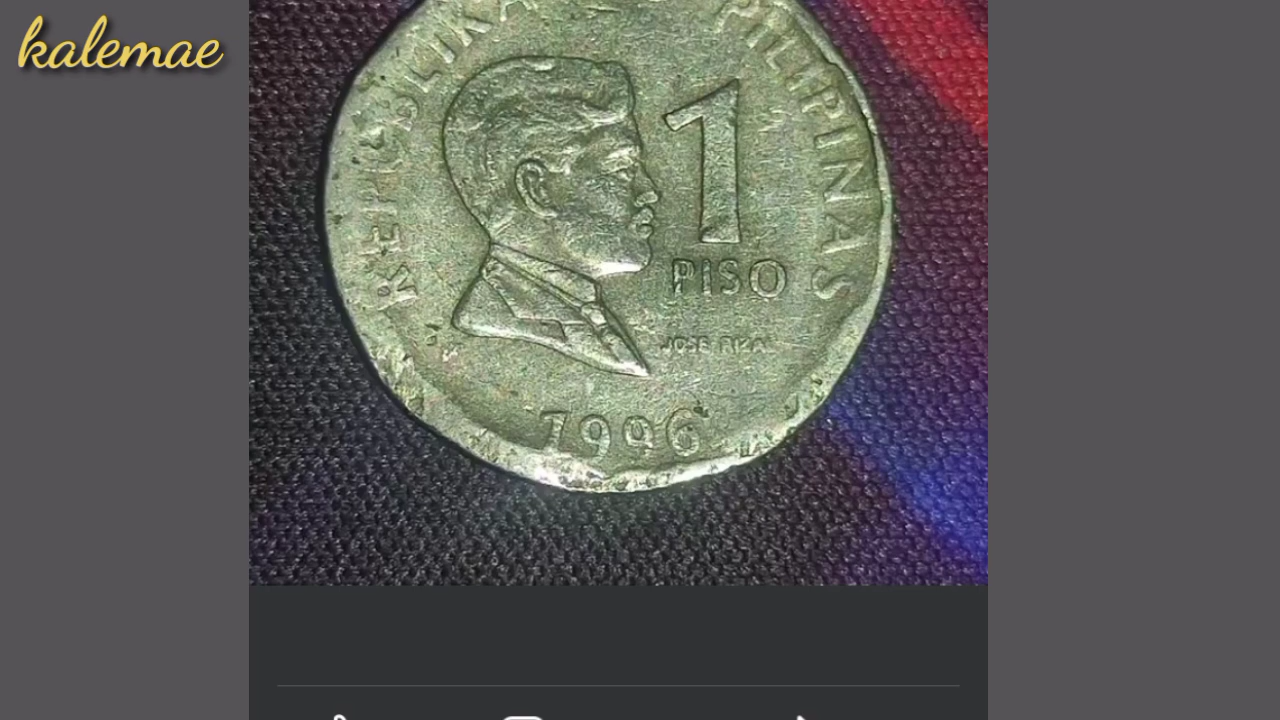 kalemae
REPUBLIKA PILIPINAS
1
PISO
JOSE RIZAL
1996